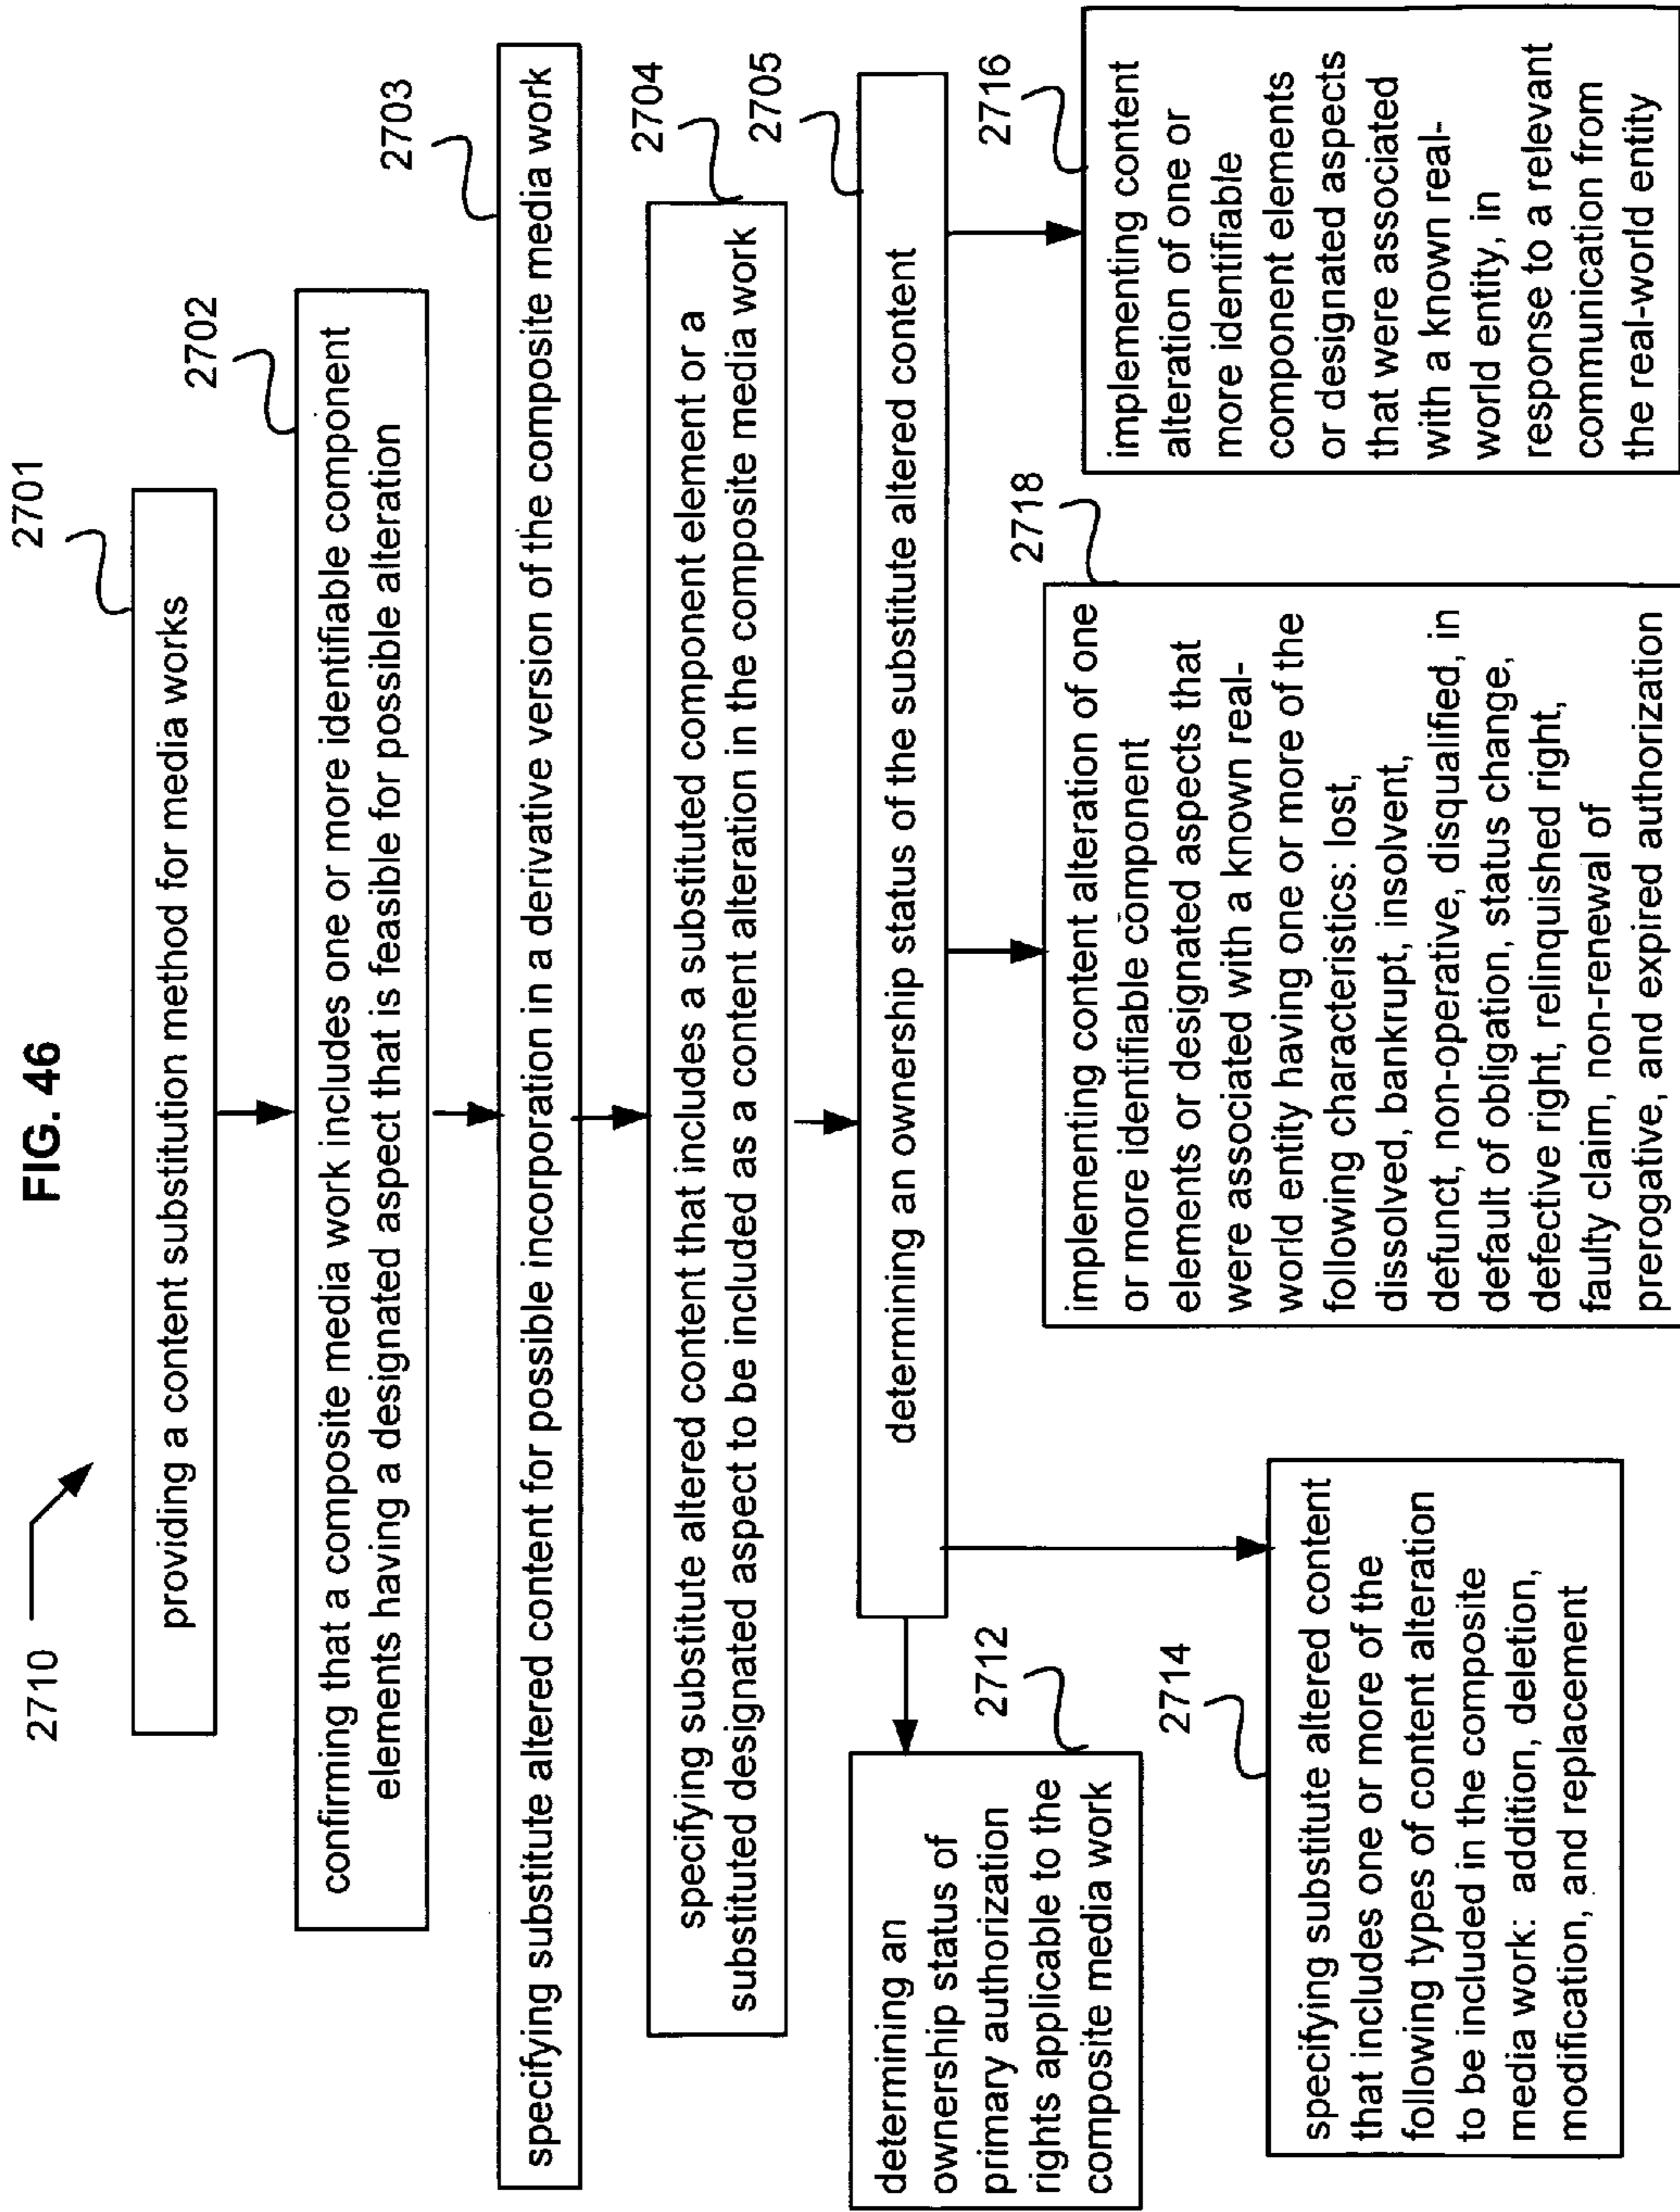 FIG. 46
2710
2701
providing a content substitution method for media works
2702
confirming that a composite media work includes one or more identifiable component
elements having a designated aspect that is feasible for possible alteration
2703
specifying substitute altered content for possible incorporation in a derivative version of the composite media work
2704
specifying substitute altered content that includes a substituted component element or a
substituted designated aspect to be included as a content alteration in the composite media work
2705
determining an ownership status of the substitute altered content
2712
determining an
ownership status of
primary authorization
rights applicable to the
composite media work
2714
specifying substitute altered content
that includes one or more of the
following types of content alteration
to be included in the composite
media work: addition, deletion,
modification, and replacement
2718
implementing content alteration of one
or more identifiable component
elements or designated aspects that
were associated with a known real-
world entity having one or more of the
following characteristics: lost,
dissolved, bankrupt, insolvent,
defunct, non-operative, disqualified, in
default of obligation, status change,
defective right, relinquished right,
faulty claim, non-renewal of
prerogative, and expired authorization
2716
implementing content
alteration of one or
more identifiable
component elements
or designated aspects
that were associated
with a known real-
world entity, in
response to a relevant
communication from
the real-world entity